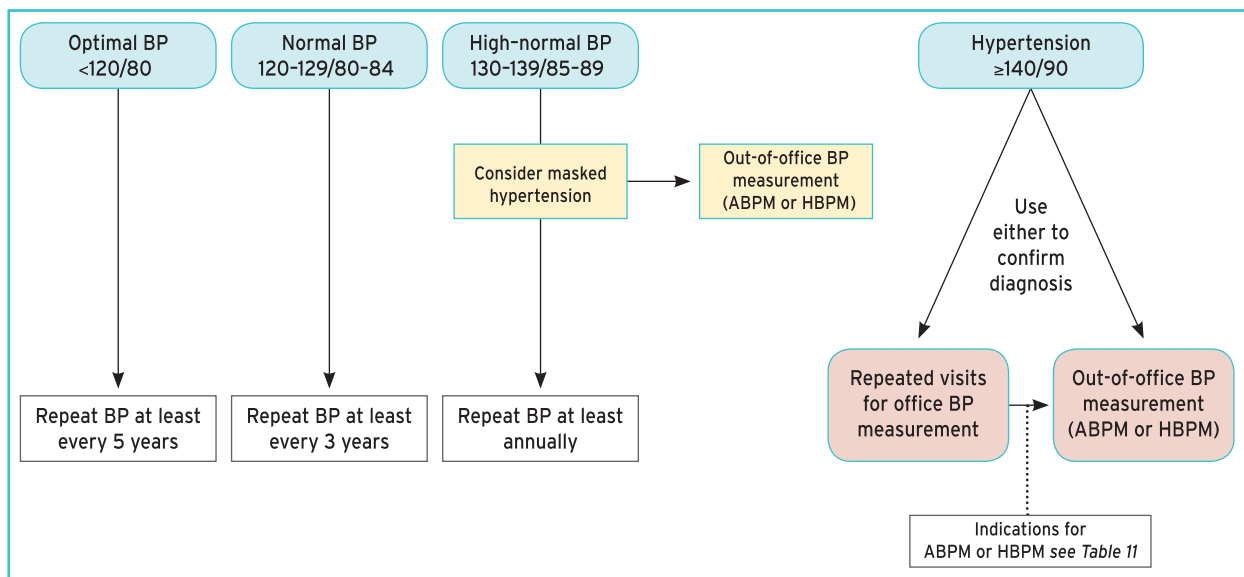 Optimal BP
<120/80
Normal BP
120–129/80–84
High–normal BP
130–139/85–89
Hypertension
≥140/90
Consider masked
hypertension
Out-of-office BP
measurement
(ABPM or HBPM)
Use
either to
confirm
diagnosis
Repeat BP at least
every 5 years
Repeat BP at least
every 3 years
Repeat BP at least
annually
Repeated visits
for office BP
measurement
Out-of-office BP
measurement
(ABPM or HBPM)
Indications for
ABPM or HBPM see Table 11